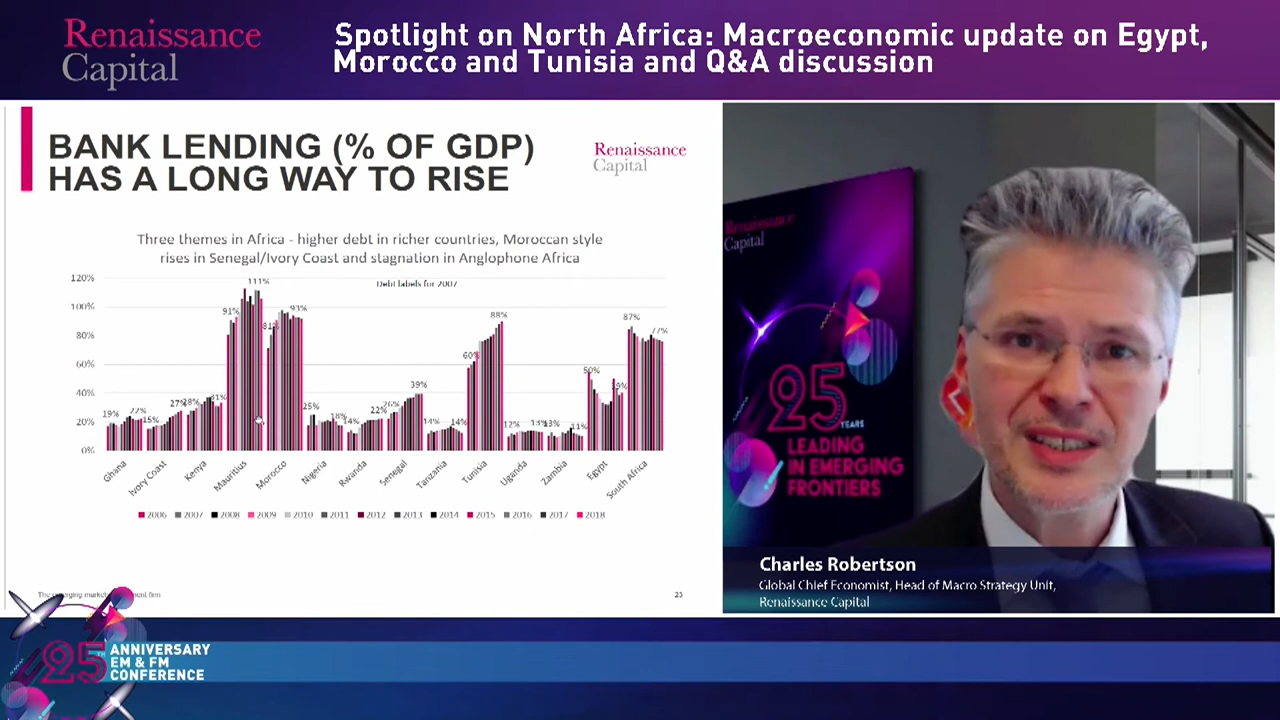 Renaissance
Capital
Spotlight on North Africa: Macroeconomic update on Egypt,
Morocco and Tunisia and Q&A discussion
BANK LENDING (% OF GDP)
HAS A LONG WAY TO RISE
Renaissance
Capital
Three themes in Africa - higher debt in richer countries, Moroccan style
rises in Senegal/Ivory Coast and stagnation in Anglophone Africa
Debt labels for 2007
120%
100%
80%
60%
40%
20%
0%
19% 22% 15% 27% 28% 41% 91% 111% 81% 93% 25% 18% 14% 22% 26% 39% 12% 14% 60% 88% 12% 13% 13% 11% 50% 87% 77%
Ghana Ivory Coast Kenya Mauritius Morocco Nigeria Rwanda Senegal Tanzania Tunisia Uganda Zambia Egypt South Africa
2006 2007 2008 2009 2010 2011 2012 2013 2014 2015 2016 2017 2018
23
Renaissance
Capital
25
YEARS
LEADING
IN EMERGING
FRONTIERS
Charles Robertson
Global Chief Economist, Head of Macro Strategy Unit,
Renaissance Capital
25TH ANNIVERSARY
EM & FM
CONFERENCE